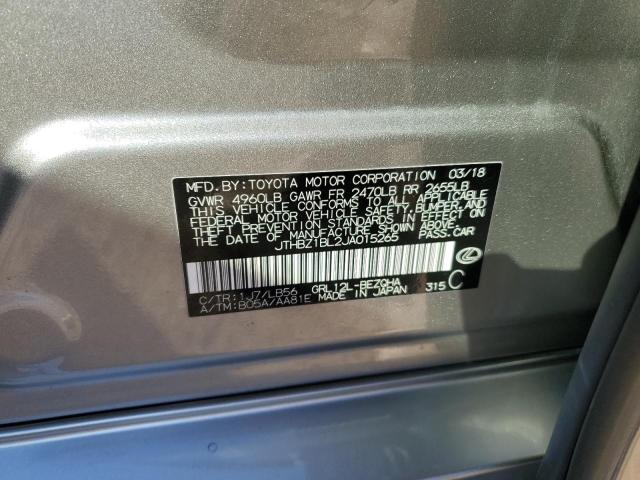 MFD.BY:TOYOTA MOTOR CORPORATION 03/18
GVWR 4960LB GAWR FR 2470LB RR 2655LB
THIS VEHICLE CONFORMS TO ALL APPLICABLE
FEDERAL MOTOR VEHICLE SAFETY, BUMPER, AND
THEFT PREVENTION STANDARDS IN EFFECT ON
THE DATE OF MANUFACTURE SHOWN ABOVE.
JTHBZ1BL2JA015265 PASS.CAR
C/TR:1J7/LB56 GRL12L-BEZQHA
A/TM:B05A/AA81E MADE IN JAPAN 315 C